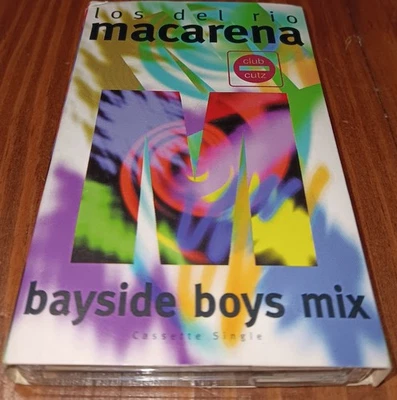 los del rio
macarena
club
cutz
M
bayside boys mix
Cassette Single